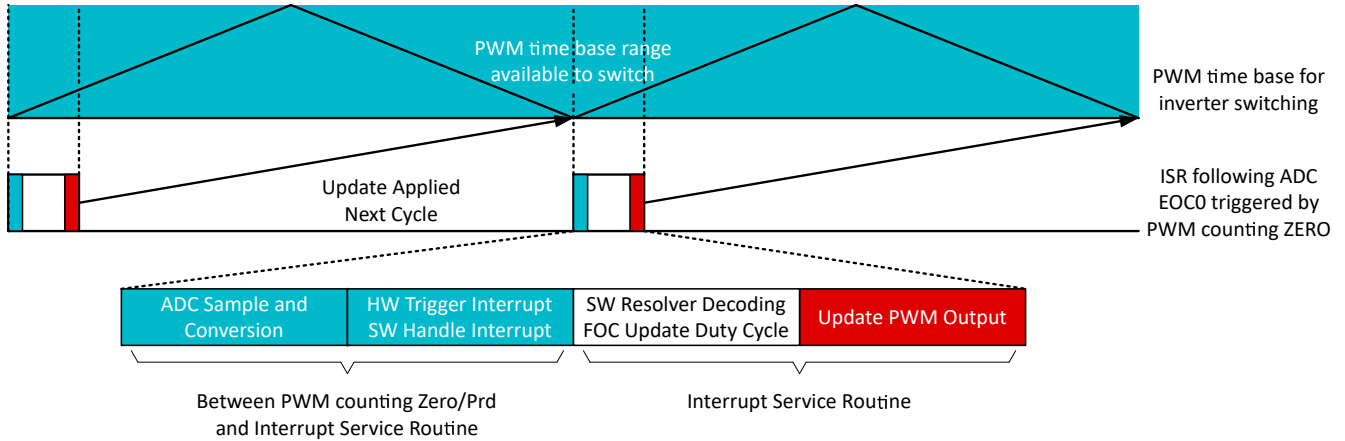 PWM time base range
available to switch
PWM time base for
inverter switching
Update Applied
Next Cycle
ISR following ADC
EOC0 triggered by
PWM counting ZERO
ADC Sample and
Conversion
HW Trigger Interrupt
SW Handle Interrupt
SW Resolver Decoding
FOC Update Duty Cycle
Update PWM Output
Between PWM counting Zero/Prd
and Interrupt Service Routine
Interrupt Service Routine